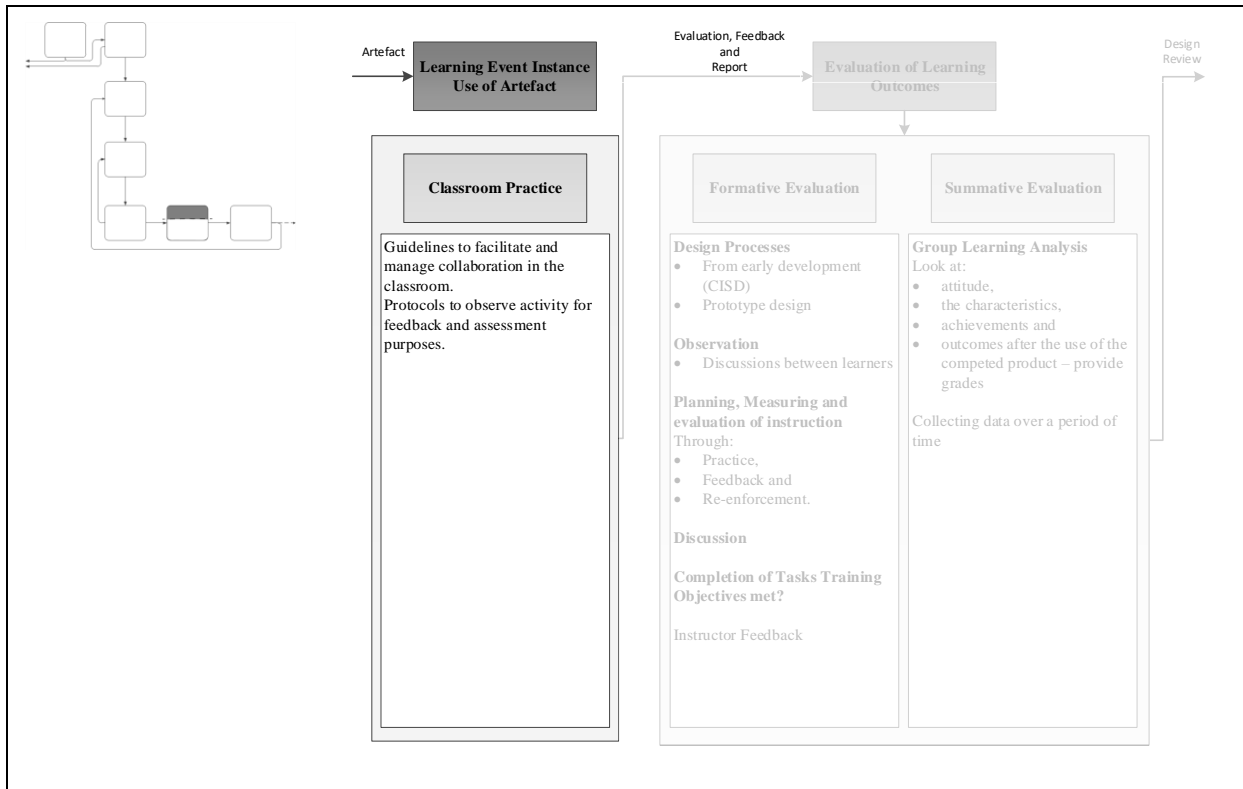 Artefact
Learning Event Instance
Use of Artefact
Evaluation, Feedback
and
Report
Evaluation of Learning
Outcomes
Design
Review
Classroom Practice
Guidelines to facilitate and
manage collaboration in the
classroom.
Protocols to observe activity for
feedback and assessment
purposes.
Formative Evaluation
Design Processes
• From early development
(CISD)
• Prototype design
Observation
• Discussions between learners
Planning, Measuring and
evaluation of instruction
Through:
• Practice,
• Feedback and
• Re-enforcement.
Discussion
Completion of Tasks Training
Objectives met?
Instructor Feedback
Summative Evaluation
Group Learning Analysis
Look at:
• attitude,
• the characteristics,
• achievements and
• outcomes after the use of the
competed product – provide
grades
Collecting data over a period of
time